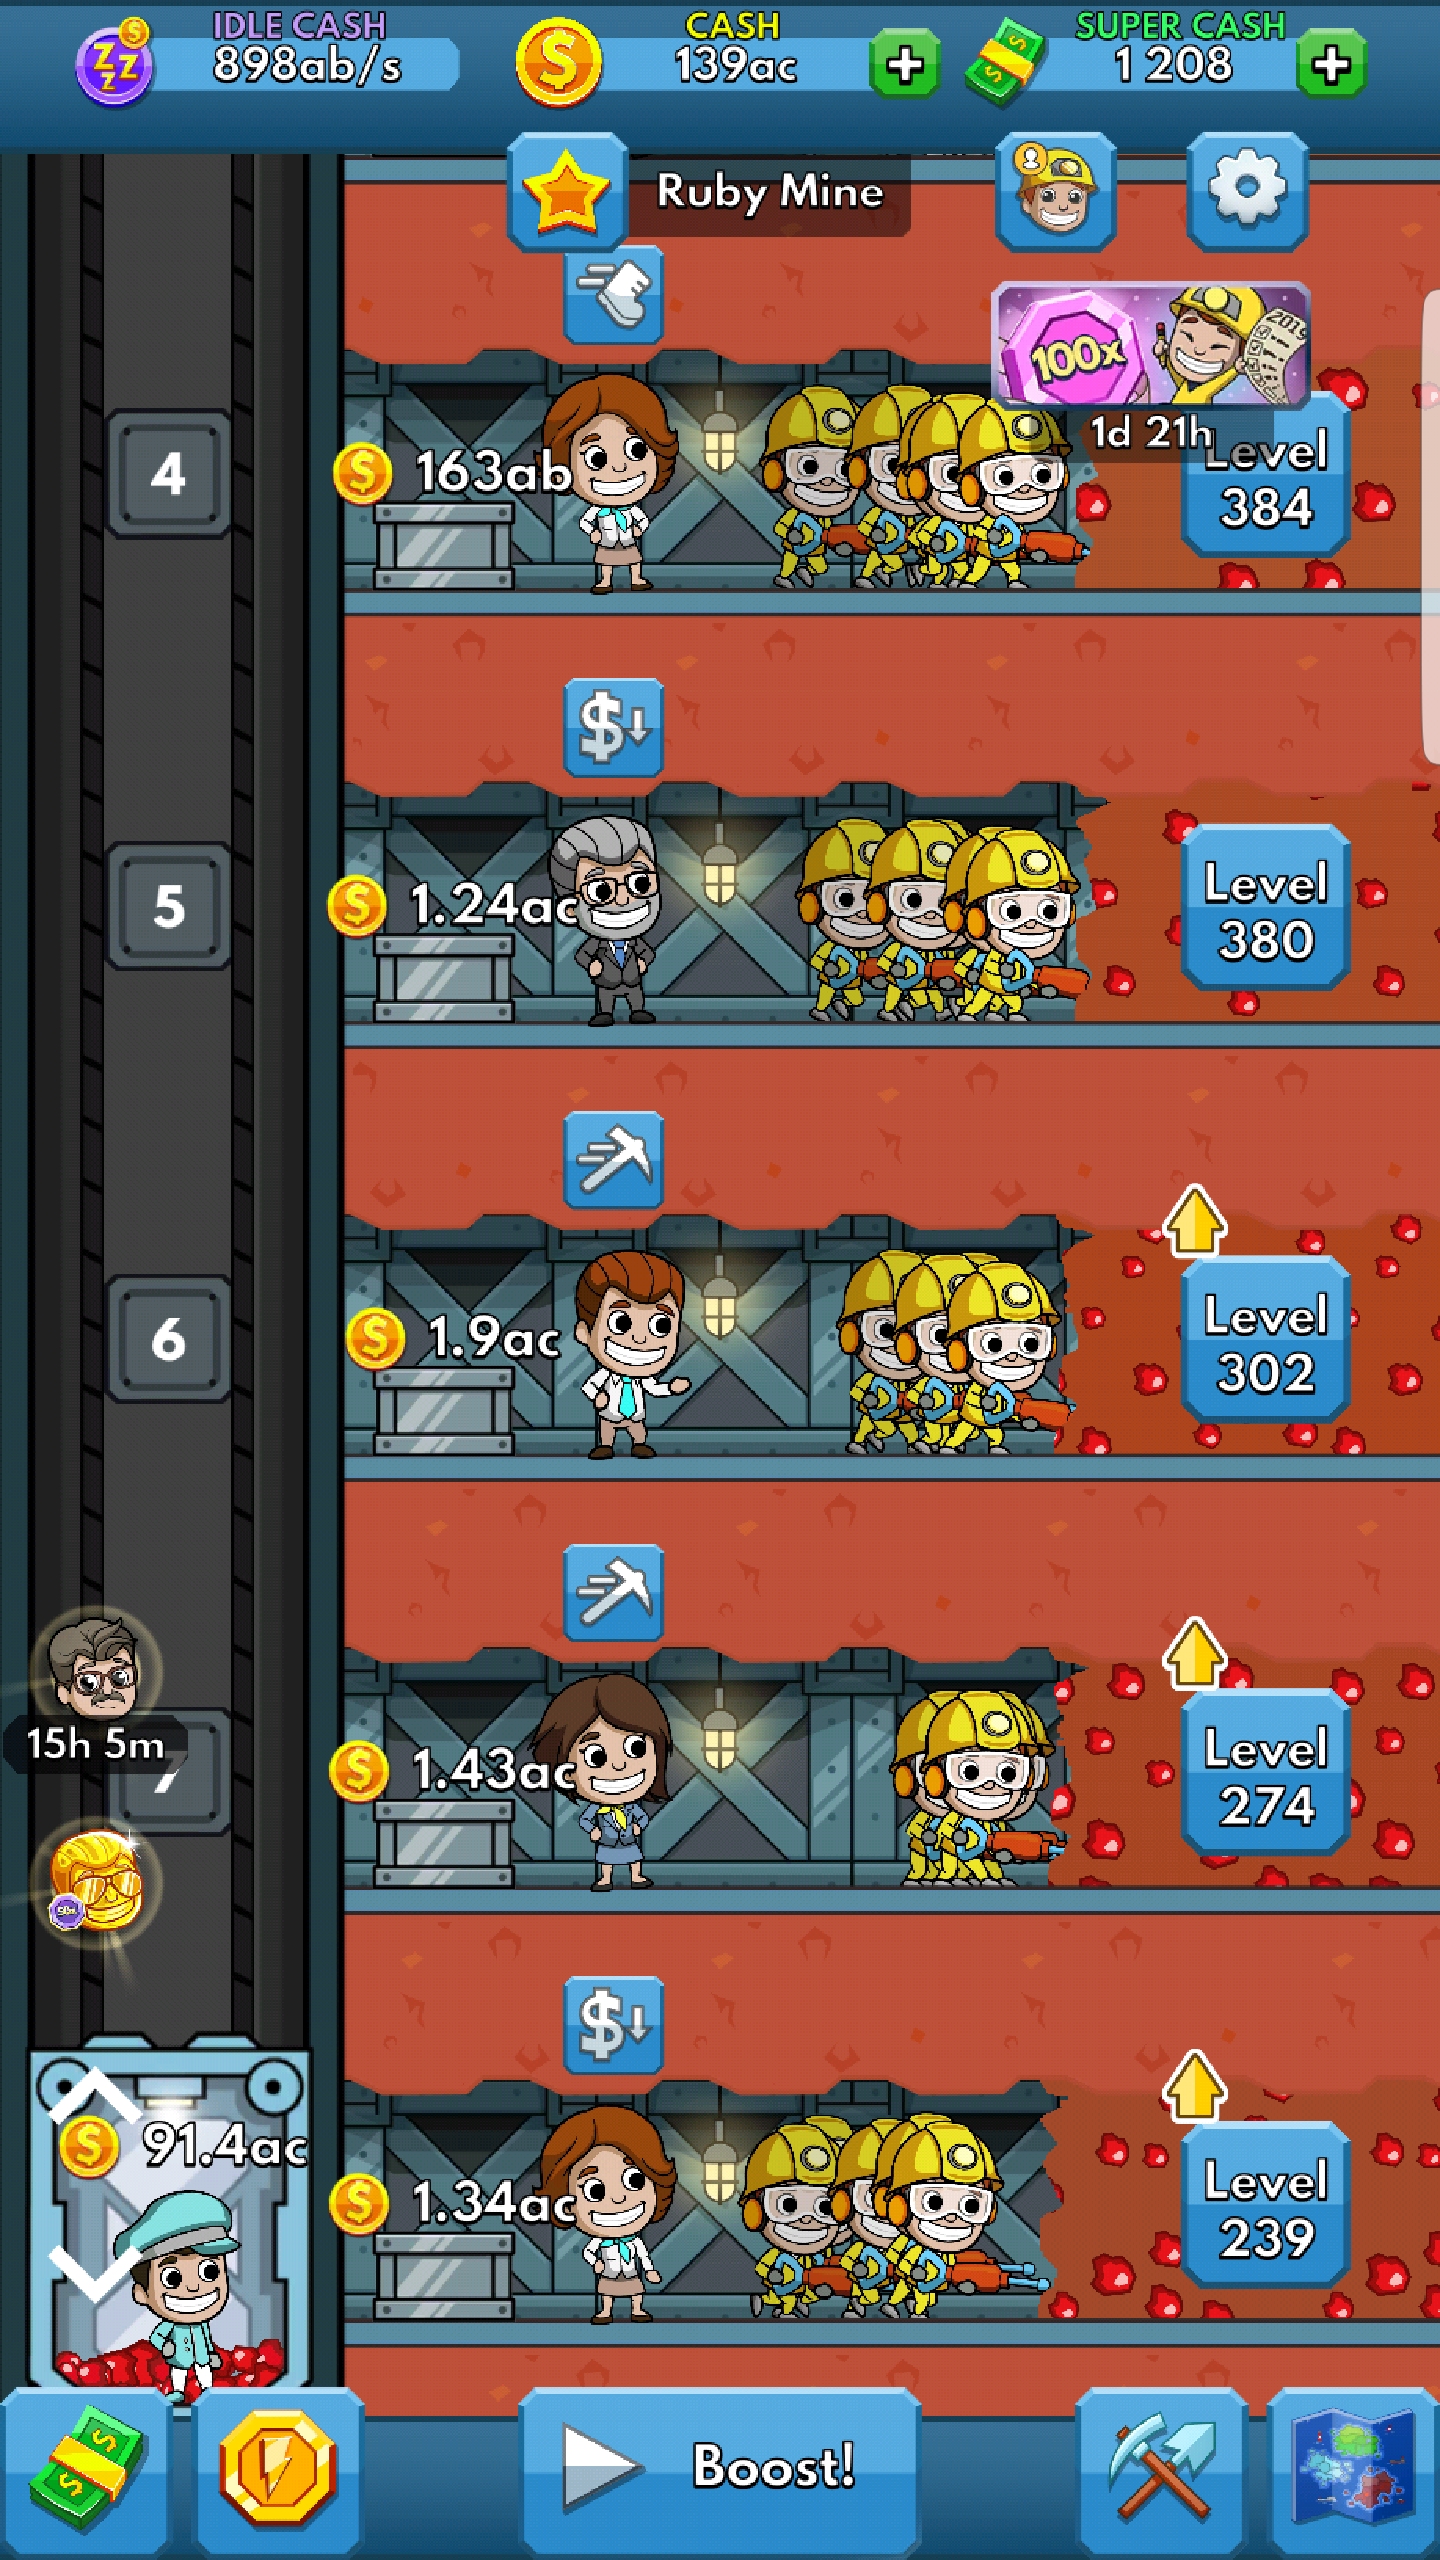 IDLE CASH
898ab/s
CASH
139ac
SUPER CASH
1 208
Ruby Mine
100x
2019
1d 21h
4
163ab
Level
384
5
1.24ac
Level
380
6
1.9ac
Level
302
15h 5m
7
1.43ac
Level
274
91.4ac
1.34ac
Level
239
Boost!